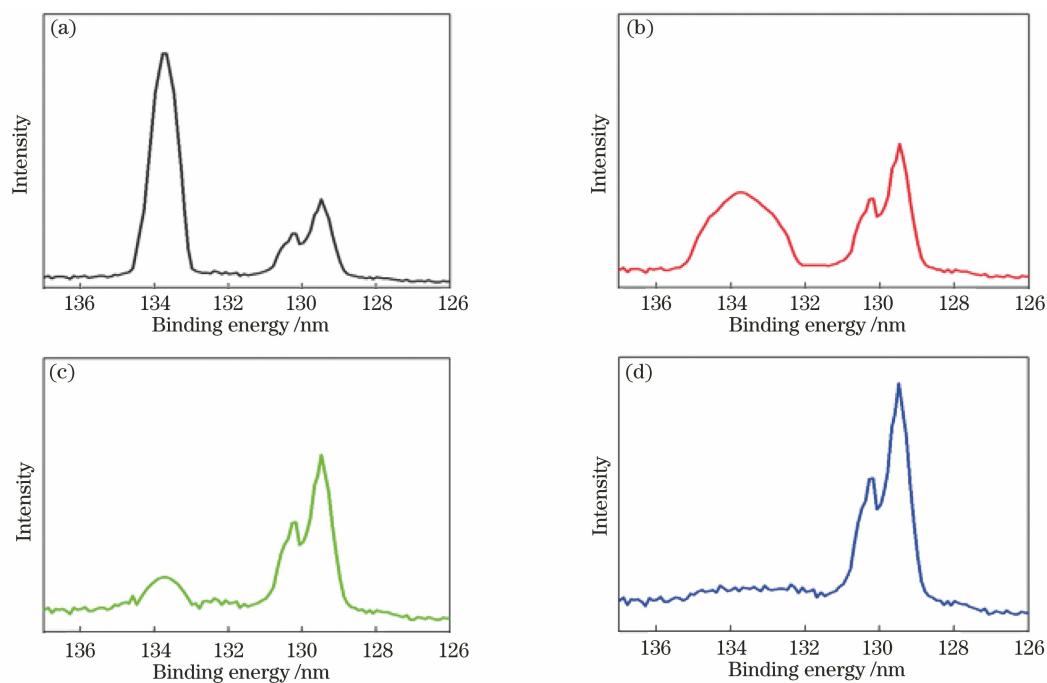 (a)
Intensity
136 134 132 130 128 126
Binding energy /nm
(b)
Intensity
136 134 132 130 128 126
Binding energy /nm
(c)
Intensity
136 134 132 130 128 126
Binding energy /nm
(d)
Intensity
136 134 132 130 128 126
Binding energy /nm